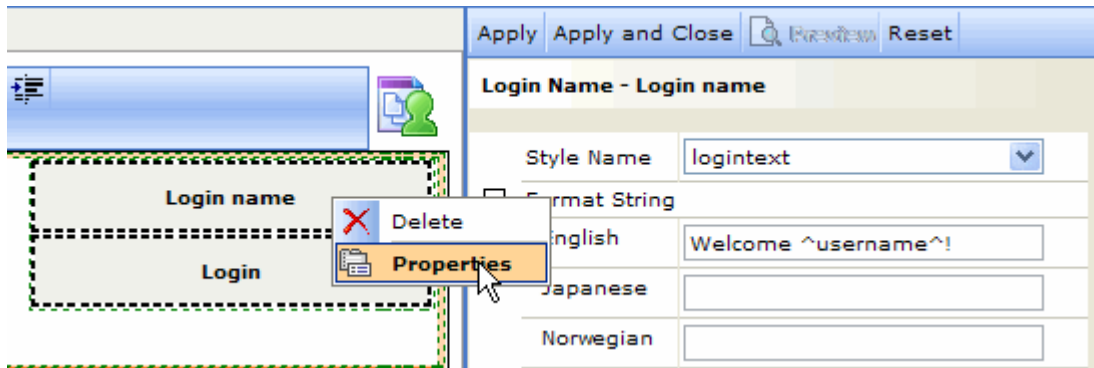 Apply Apply and Close Preview Reset
Login Name - Login name
Style Name logintext
Format String
English Welcome ^username^!
Japanese
Norwegian
Login name
Login
Delete
Properties